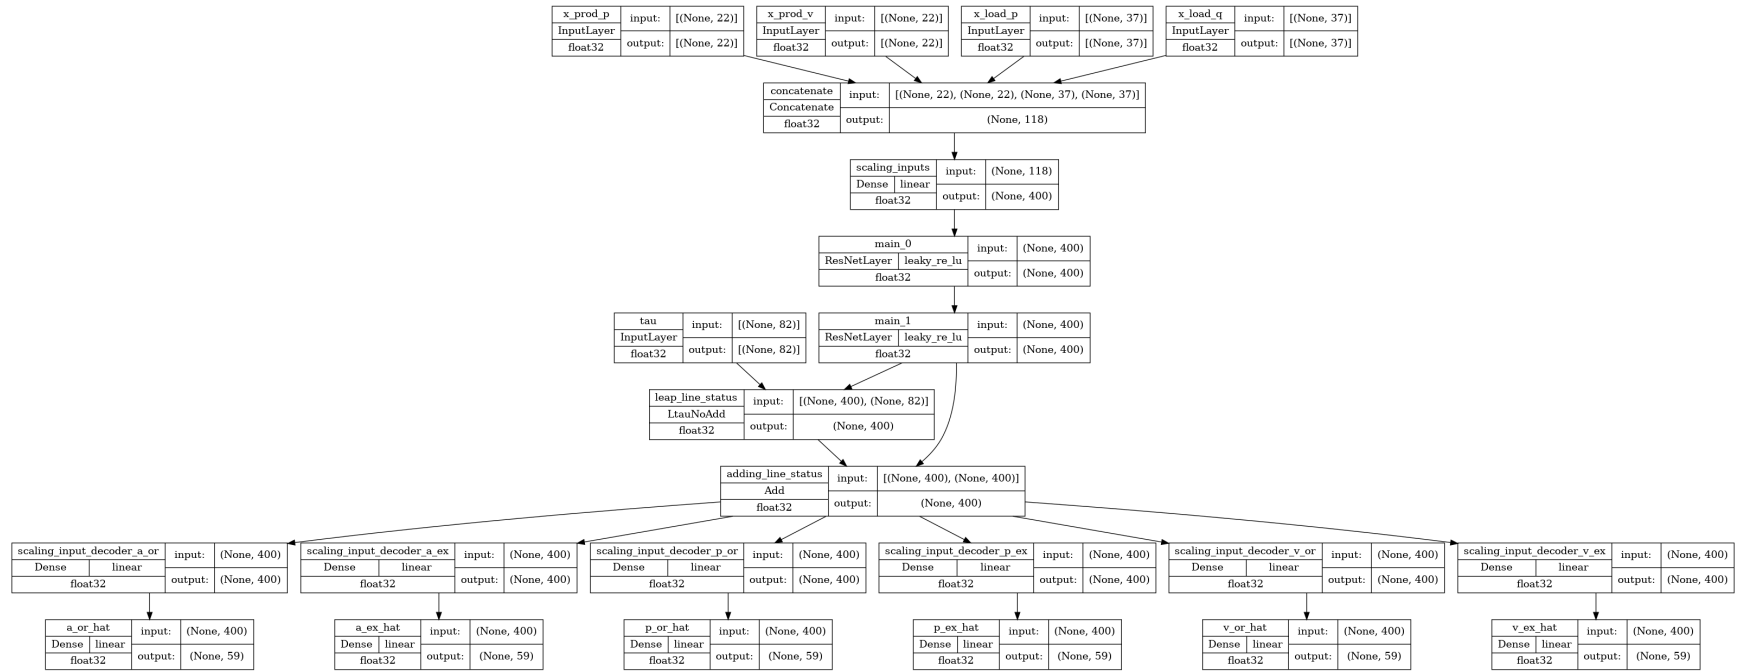 x_prod_p input: [(None, 22)]
InputLayer
float32 output: [(None, 22)]
x_prod_v input: [(None, 22)]
InputLayer
float32 output: [(None, 22)]
x_load_p input: [(None, 37)]
InputLayer
float32 output: [(None, 37)]
x_load_q input: [(None, 37)]
InputLayer
float32 output: [(None, 37)]
concatenate input: [(None, 22), (None, 22), (None, 37), (None, 37)]
Concatenate
float32 output: (None, 118)
scaling_inputs input: (None, 118)
Dense linear
float32 output: (None, 400)
main_0 input: (None, 400)
ResNetLayer leaky_re_lu
float32 output: (None, 400)
tau input: [(None, 82)]
InputLayer
float32 output: [(None, 82)]
main_1 input: (None, 400)
ResNetLayer leaky_re_lu
float32 output: (None, 400)
leap_line_status input: [(None, 400), (None, 82)]
LtauNoAdd
float32 output: (None, 400)
adding_line_status input: [(None, 400), (None, 400)]
Add
float32 output: (None, 400)
scaling_input_decoder_a_or input: (None, 400)
Dense linear
float32 output: (None, 400)
scaling_input_decoder_a_ex input: (None, 400)
Dense linear
float32 output: (None, 400)
scaling_input_decoder_p_or input: (None, 400)
Dense linear
float32 output: (None, 400)
scaling_input_decoder_p_ex input: (None, 400)
Dense linear
float32 output: (None, 400)
scaling_input_decoder_v_or input: (None, 400)
Dense linear
float32 output: (None, 400)
scaling_input_decoder_v_ex input: (None, 400)
Dense linear
float32 output: (None, 400)
a_or_hat input: (None, 400)
Dense linear
float32 output: (None, 59)
a_ex_hat input: (None, 400)
Dense linear
float32 output: (None, 59)
p_or_hat input: (None, 400)
Dense linear
float32 output: (None, 59)
p_ex_hat input: (None, 400)
Dense linear
float32 output: (None, 59)
v_or_hat input: (None, 400)
Dense linear
float32 output: (None, 59)
v_ex_hat input: (None, 400)
Dense linear
float32 output: (None, 59)